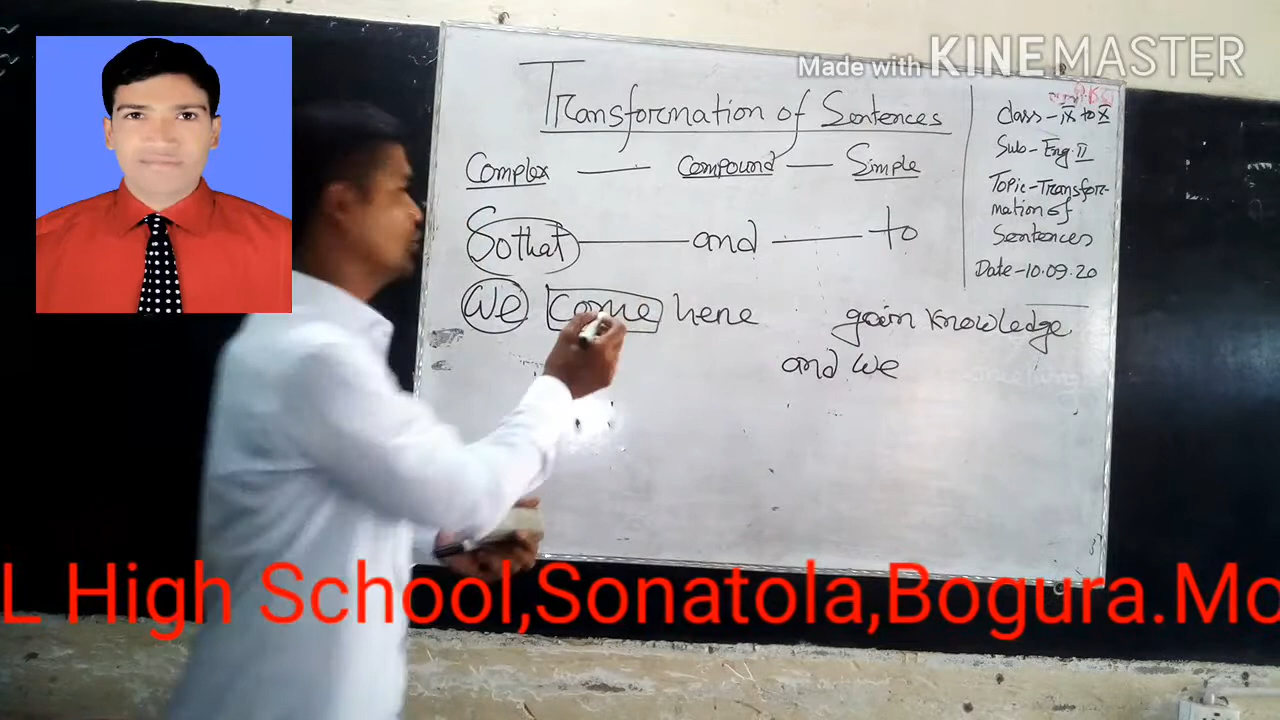 Made with KINEMASTER
Transformation of Sentences
Complex — Compound — Simple
So that — and — to
We come here gain knowledge
and we
Class - IX to X
Sub - Eng. II
Topic - Transfor-
mation of
Sentences
Date - 10.09.20
L High School,Sonatola,Bogura.Mo